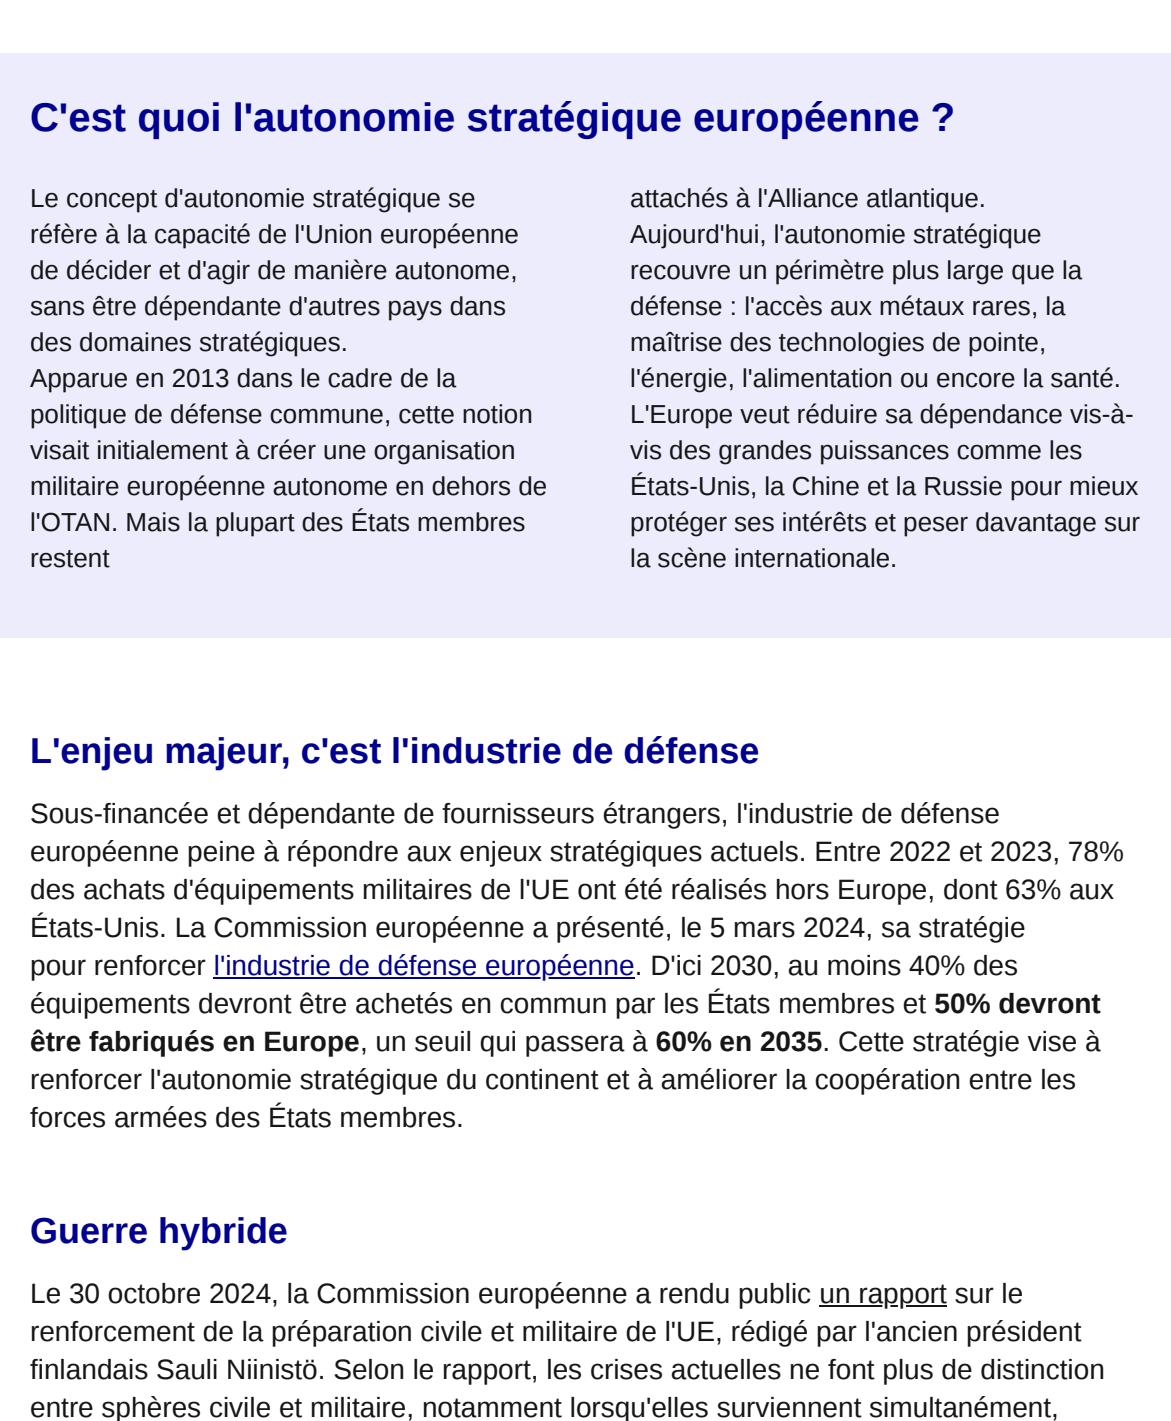 C'est quoi l'autonomie stratégique européenne ?
Le concept d'autonomie stratégique se
réfère à la capacité de l'Union européenne
de décider et d'agir de manière autonome,
sans être dépendante d'autres pays dans
des domaines stratégiques.
Apparue en 2013 dans le cadre de la
politique de défense commune, cette notion
visait initialement à créer une organisation
militaire européenne autonome en dehors de
l'OTAN. Mais la plupart des États membres
restent
attachés à l'Alliance atlantique.
Aujourd'hui, l'autonomie stratégique
recouvre un périmètre plus large que la
défense : l'accès aux métaux rares, la
maîtrise des technologies de pointe,
l'énergie, l'alimentation ou encore la santé.
L'Europe veut réduire sa dépendance vis-à-
vis des grandes puissances comme les
États-Unis, la Chine et la Russie pour mieux
protéger ses intérêts et peser davantage sur
la scène internationale.
L'enjeu majeur, c'est l'industrie de défense
Sous-financée et dépendante de fournisseurs étrangers, l'industrie de défense
européenne peine à répondre aux enjeux stratégiques actuels. Entre 2022 et 2023, 78%
des achats d'équipements militaires de l'UE ont été réalisés hors Europe, dont 63% aux
États-Unis. La Commission européenne a présenté, le 5 mars 2024, sa stratégie
pour renforcer l'industrie de défense européenne. D'ici 2030, au moins 40% des
équipements devront être achetés en commun par les États membres et 50% devront
être fabriqués en Europe, un seuil qui passera à 60% en 2035. Cette stratégie vise à
renforcer l'autonomie stratégique du continent et à améliorer la coopération entre les
forces armées des États membres.
Guerre hybride
Le 30 octobre 2024, la Commission européenne a rendu public un rapport sur le
renforcement de la préparation civile et militaire de l'UE, rédigé par l'ancien président
finlandais Sauli Niinistö. Selon le rapport, les crises actuelles ne font plus de distinction
entre sphères civile et militaire, notamment lorsqu'elles surviennent simultanément,